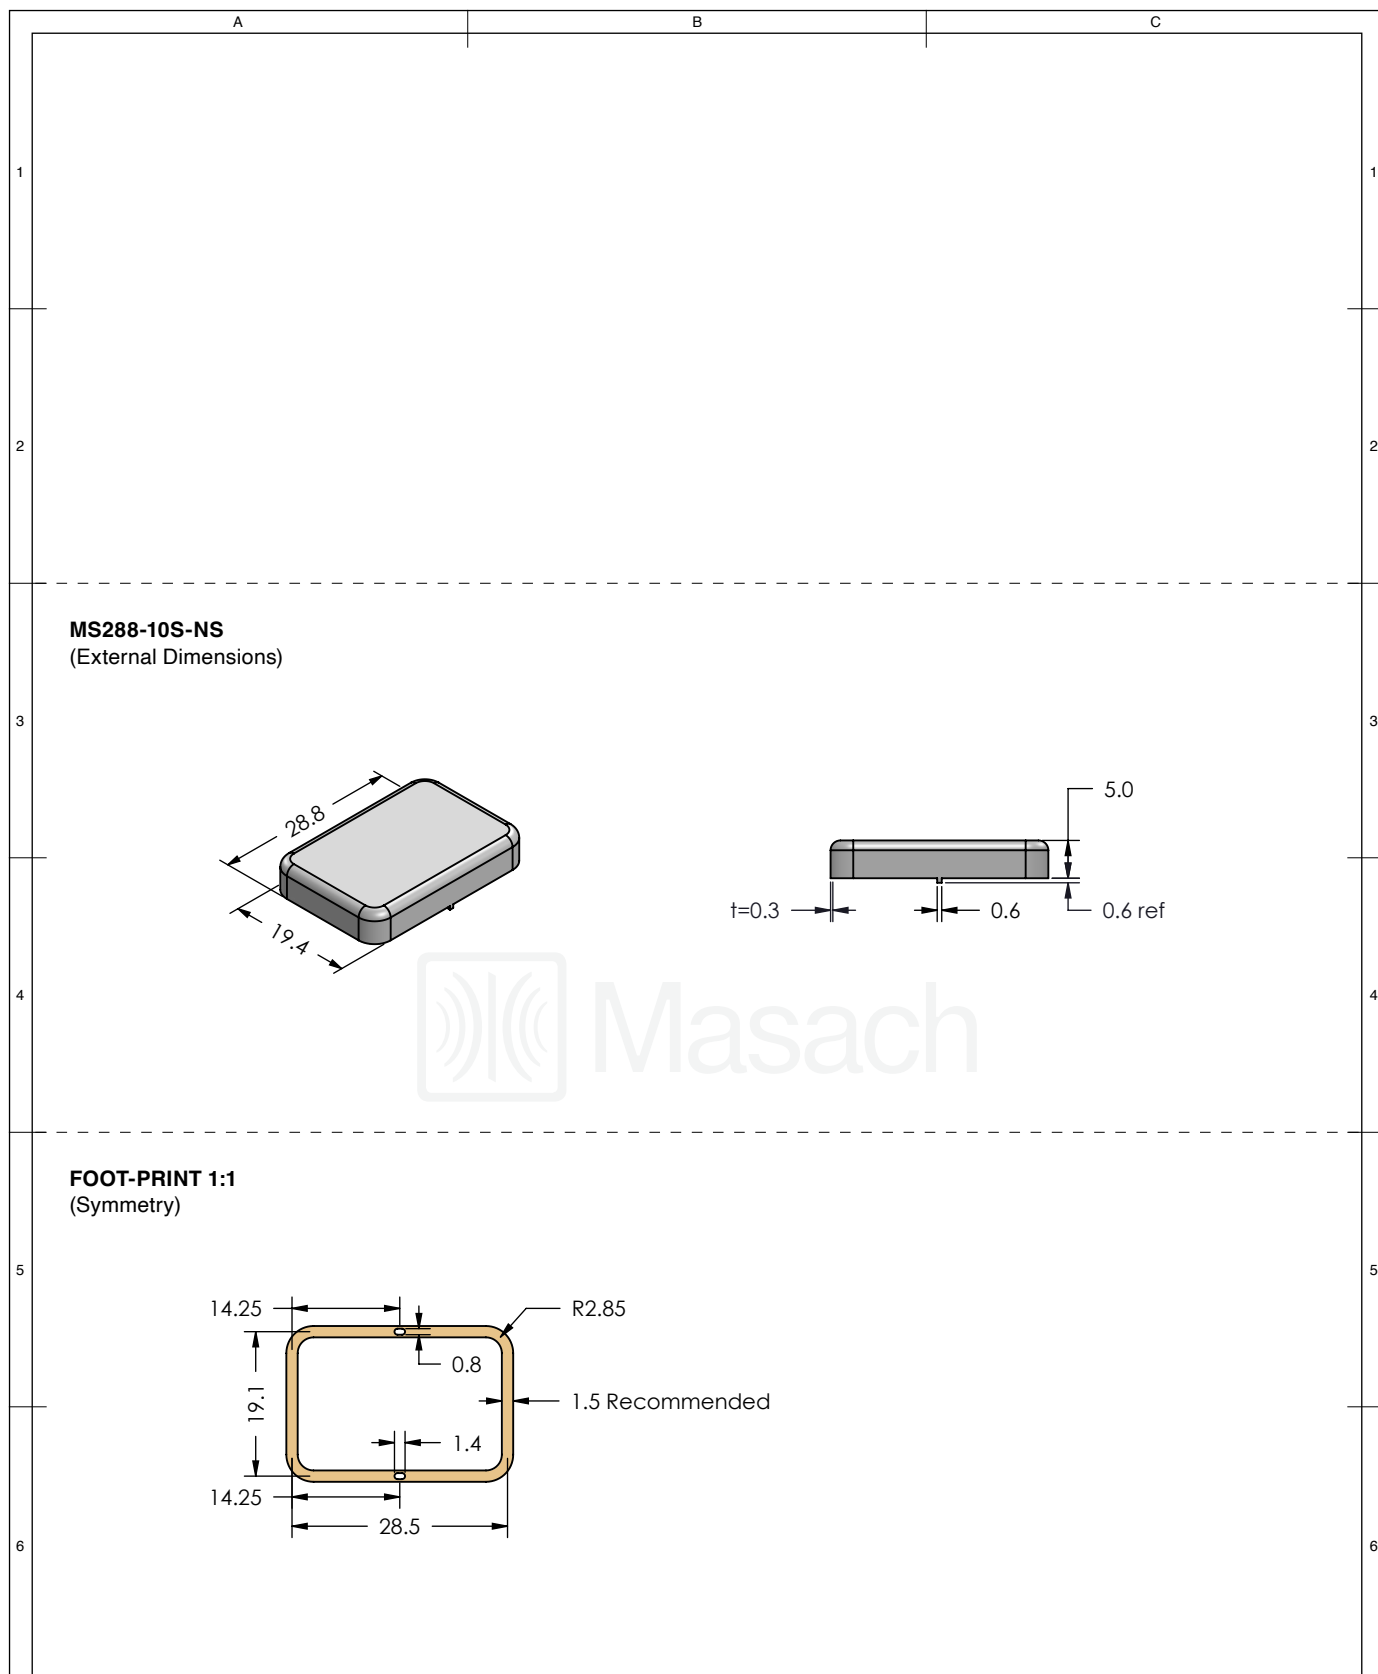 A B C
1 1
2 2
MS288-10S-NS
(External Dimensions)
3 3
28.8
19.4
5.0
t=0.3
0.6
0.6 ref
4 4
Masach
FOOT-PRINT 1:1
(Symmetry)
5 5
14.25
R2.85
0.8
19.1
1.5 Recommended
1.4
14.25
28.5
6 6